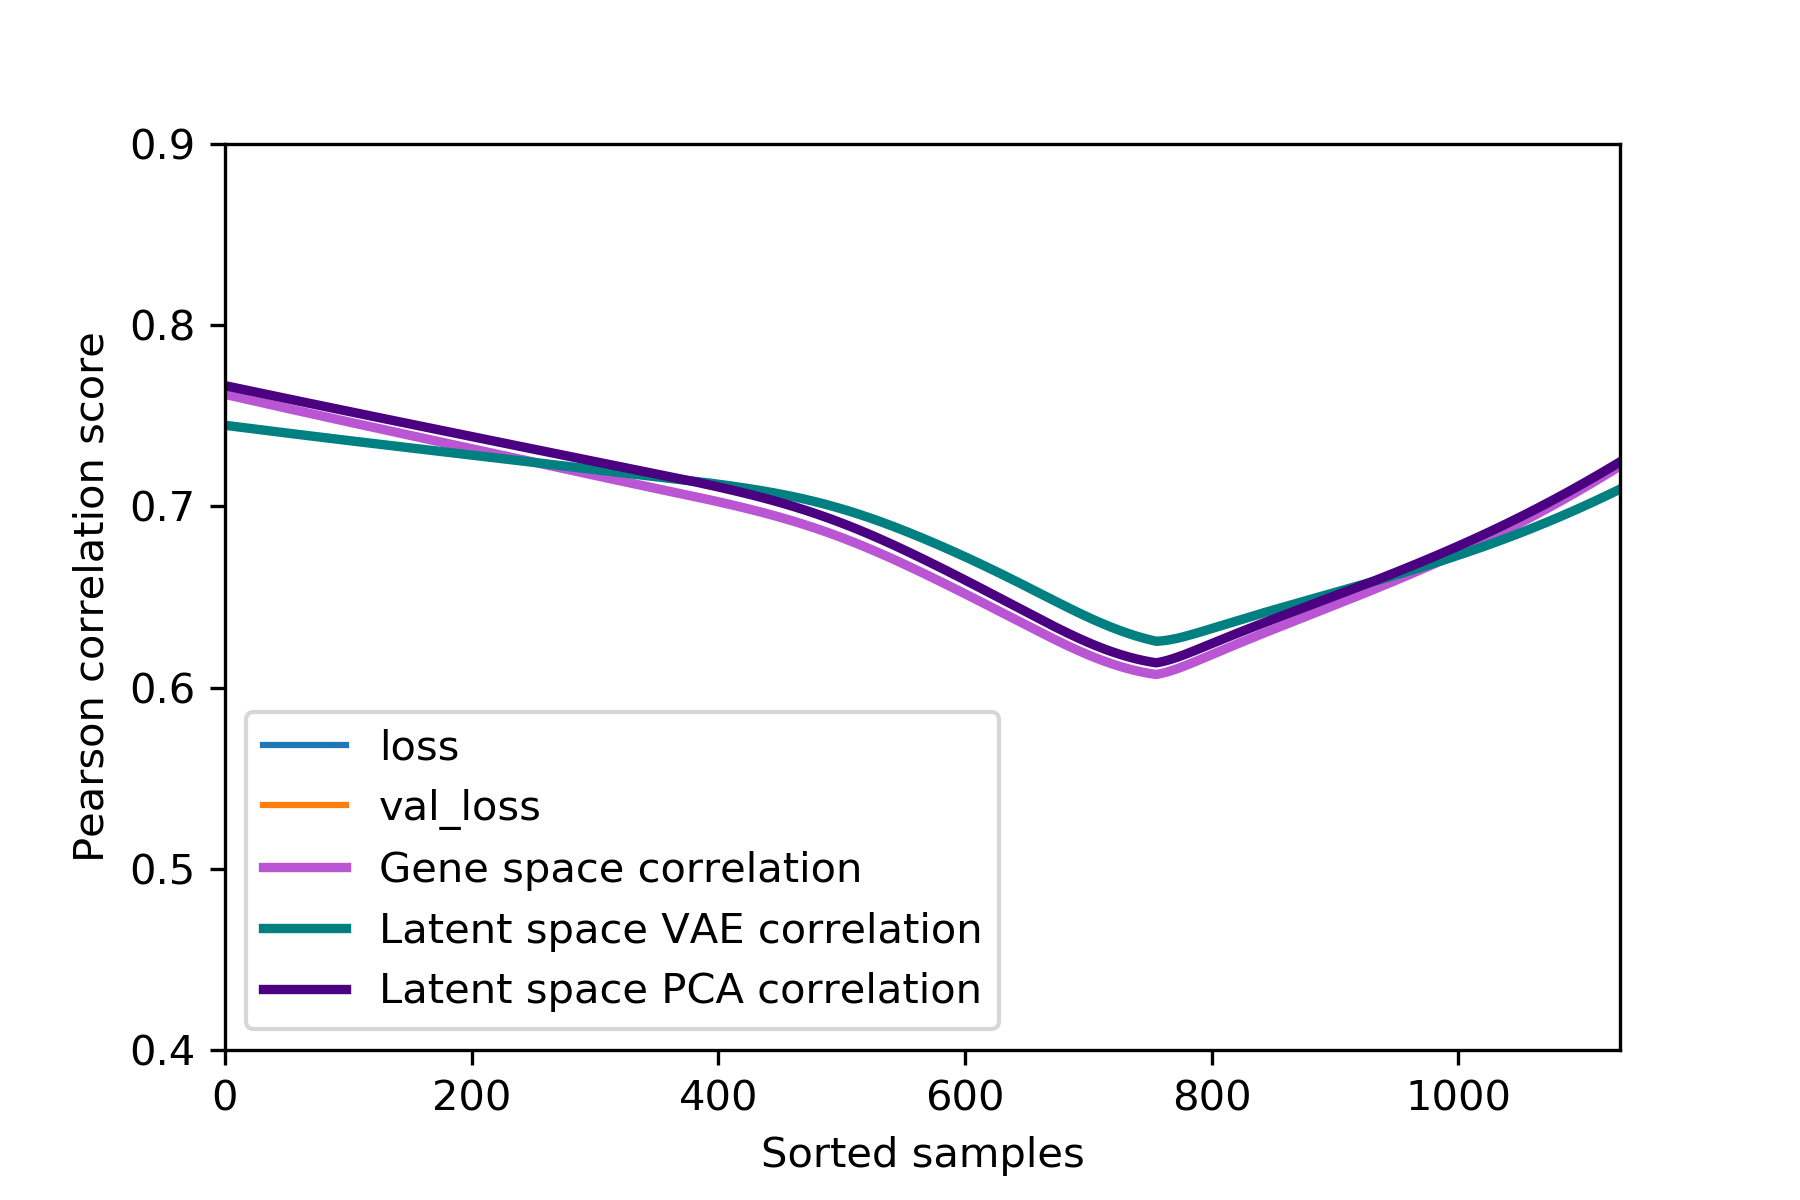 0.9
0.8
0.7
0.6
0.5
0.4
Pearson correlation score
loss
val_loss
Gene space correlation
Latent space VAE correlation
Latent space PCA correlation
0 200 400 600 800 1000
Sorted samples